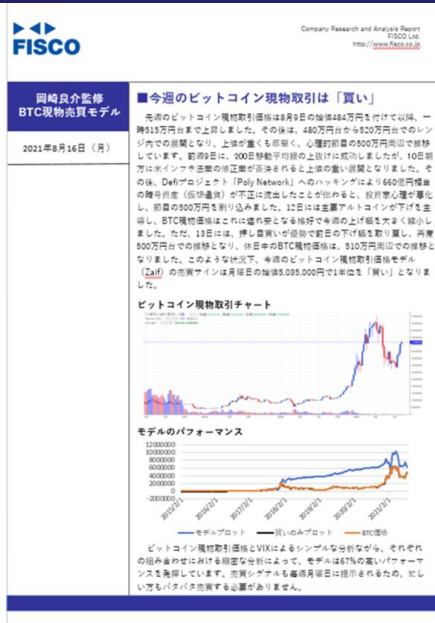 Company Research and Analysis Report
FISCO Ltd.
http://www.fisco.co.jp
FISCO
岡崎良介監修
BTC現物売買モデル
2021年8月16日（月）
■今週のビットコイン現物取引は「買い」
先週のビットコイン現物取引価格は8月9日の始値484万円を付けて以降、一
時515万円台まで上昇しました。その後は、480万円台から520万円台でのレン
ジ内での展開となり、上値が重くも底堅く、心理的節目の500万円周辺で推移
しています。前週9日に、200日移動平均線の上抜けに成功しましたが、10日朝
方に米インフラ法案の修正案が否決されると上値の重い展開となりました。そ
の後、Defiプロジェクト「Poly Network」へのハッキングにより660億円相当
の暗号資産（仮想通貨）が不正に流出したことが伝わると、投資家心理が悪化
し、節目の500万円を割り込みました。12日には主要アルトコインが下げを主
導し、BTC現物価格はこれに連れ安となる格好で今週の上げ幅を大きく縮小し
ました。ただ、13日には、押し目買いが優勢で前日の下げ幅を取り戻し、再度
500万円台での推移となり、休日中のBTC現物価格は、510万円周辺での推移と
なりました。このような状況下、今週のビットコイン現物価格モデル
（Zaif）の売買サインは月曜日の始値5,035,000円で1単位を「買い」となりま
した。
ビットコイン現物取引チャート
モデルのパフォーマンス
12000000
10000000
8000000
6000000
4000000
2000000
0
-2000000
2015/2/1 2016/2/1 2017/2/1 2018/2/1 2019/2/1 2020/2/1 2021/2/1
モデルプロット 買いのみプロット BTC価格
ビットコイン現物取引価格とVIXによるシンプルな分析ながら、それぞれ
の組み合わせにおける緻密な分析によって、モデルは67%の高いパフォーマ
ンスを発揮しています。売買シグナルも毎週月曜日に提示されるため、忙し
い方もバタバタ売買する必要がありません。